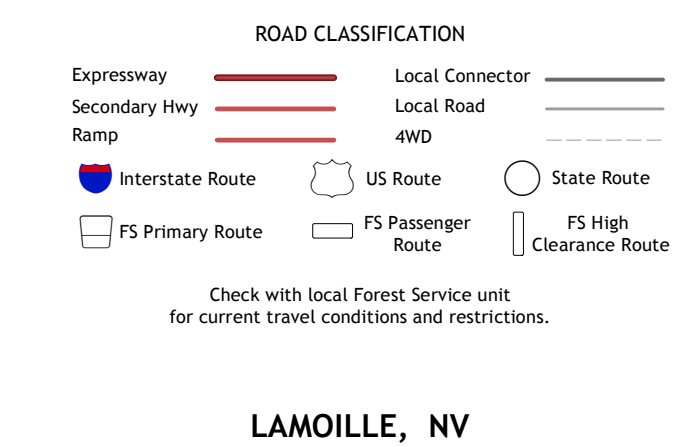 ROAD CLASSIFICATION
Expressway
Local Connector
Secondary Hwy
Local Road
Ramp
4WD
Interstate Route
US Route
State Route
FS Primary Route
FS Passenger
Route
FS High
Clearance Route
Check with local Forest Service unit
for current travel conditions and restrictions.
LAMOILLE, NV